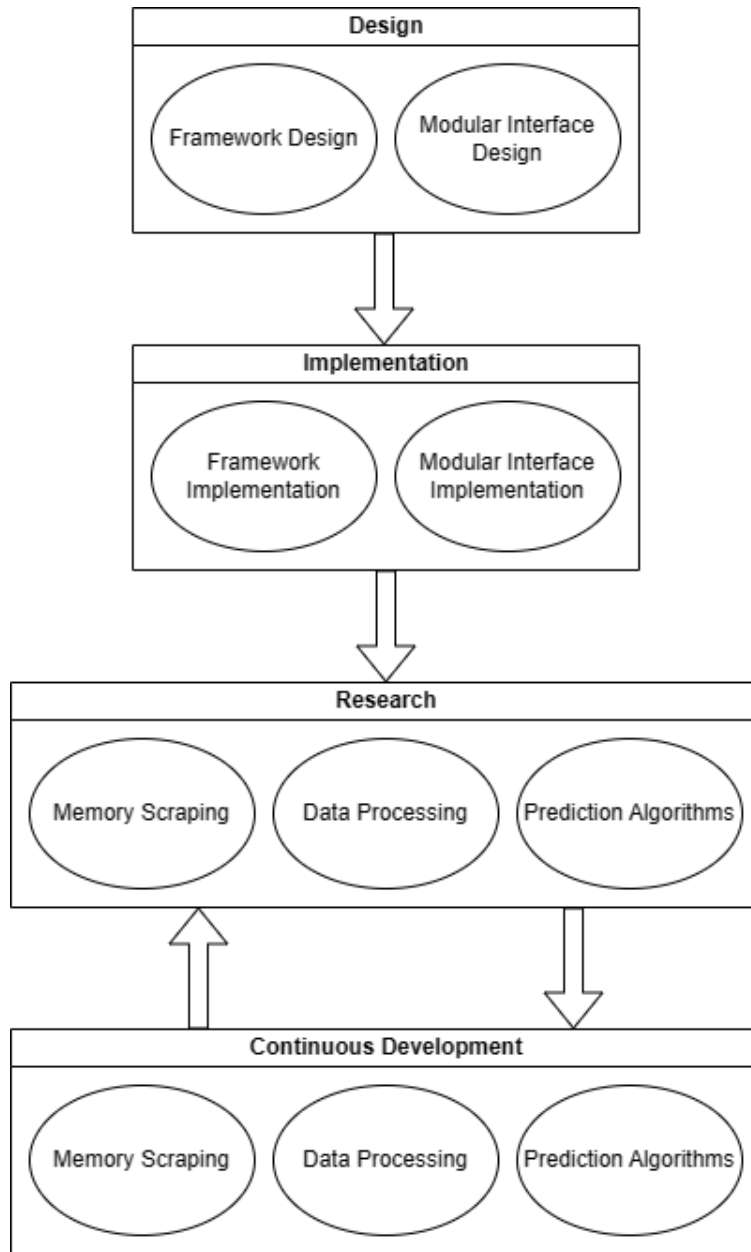 Design
Framework Design
Modular Interface
Design
Implementation
Framework
Implementation
Modular Interface
Implementation
Research
Memory Scraping
Data Processing
Prediction Algorithms
Continuous Development
Memory Scraping
Data Processing
Prediction Algorithms